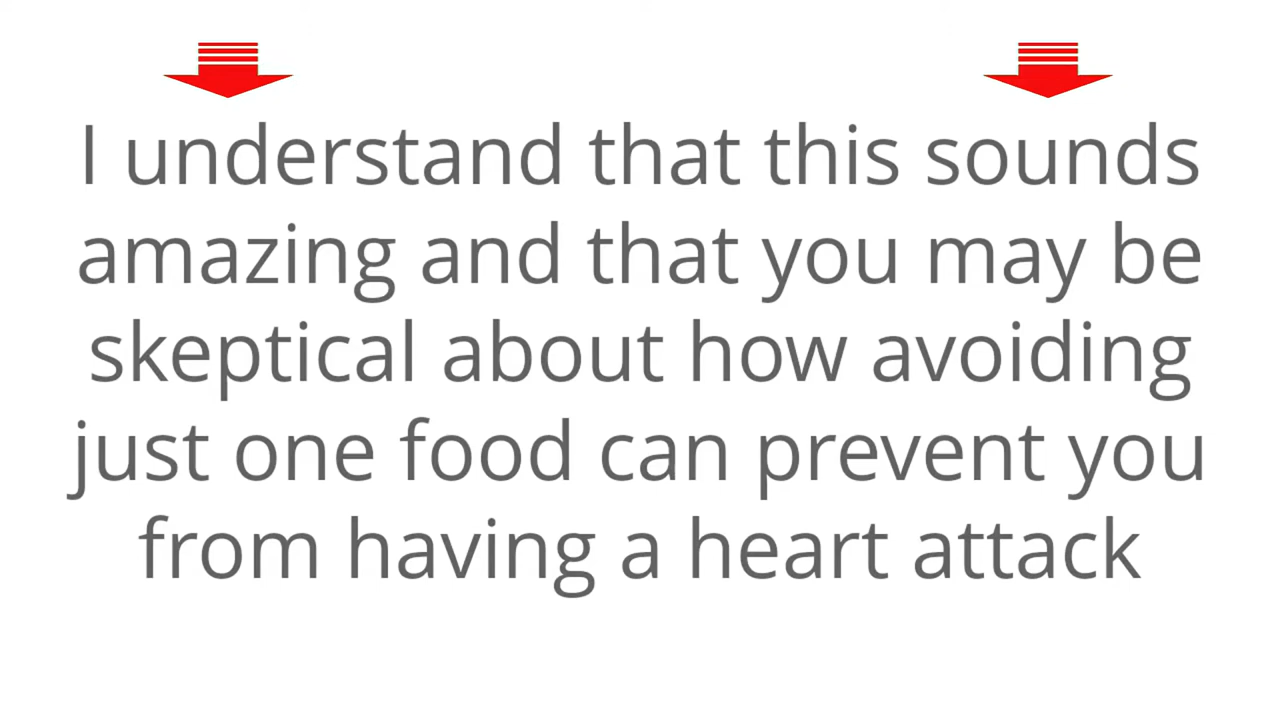 I understand that this sounds
amazing and that you may be
skeptical about how avoiding
just one food can prevent you
from having a heart attack